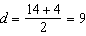 d = (14 + 4) / 2 = 9